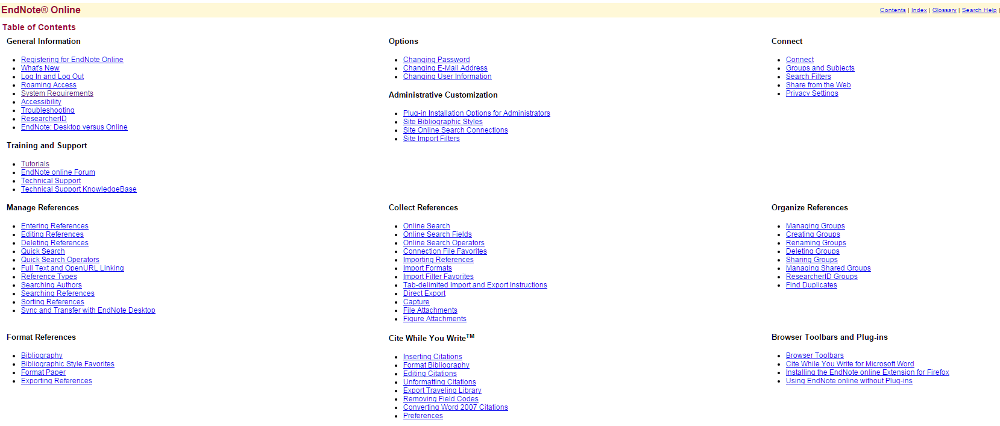 EndNote® Online
Contents | Index | Glossary | Search Help |
Table of Contents
General Information
Registering for EndNote Online
What's New
Log In and Log Out
Roaming Access
System Requirements
Accessibility
Troubleshooting
ResearcherID
EndNote: Desktop versus Online
Training and Support
Tutorials
EndNote online Forum
Technical Support
Technical Support KnowledgeBase
Options
Changing Password
Changing E-Mail Address
Changing User Information
Administrative Customization
Plug-in Installation Options for Administrators
Site Bibliographic Styles
Site Online Search Connections
Site Import Filters
Connect
Connect
Groups and Subjects
Search Filters
Share from the Web
Privacy Settings
Manage References
Entering References
Editing References
Deleting References
Quick Search
Quick Search Operators
Full Text and OpenURL Linking
Reference Types
Searching Authors
Searching References
Sorting References
Sync and Transfer with EndNote Desktop
Collect References
Online Search
Online Search Fields
Online Search Operators
Connection File Favorites
Importing References
Import Formats
Import Filter Favorites
Tab-delimited Import and Export Instructions
Direct Export
Capture
File Attachments
Figure Attachments
Organize References
Managing Groups
Creating Groups
Renaming Groups
Deleting Groups
Sharing Groups
Managing Shared Groups
ResearcherID Groups
Find Duplicates
Format References
Bibliography
Bibliographic Style Favorites
Format Paper
Exporting References
Cite While You Write™
Inserting Citations
Format Bibliography
Editing Citations
Unformatting Citations
Export Traveling Library
Removing Field Codes
Converting Word 2007 Citations
Preferences
Browser Toolbars and Plug-ins
Browser Toolbars
Cite While You Write for Microsoft Word
Installing the EndNote online Extension for Firefox
Using EndNote online without Plug-ins